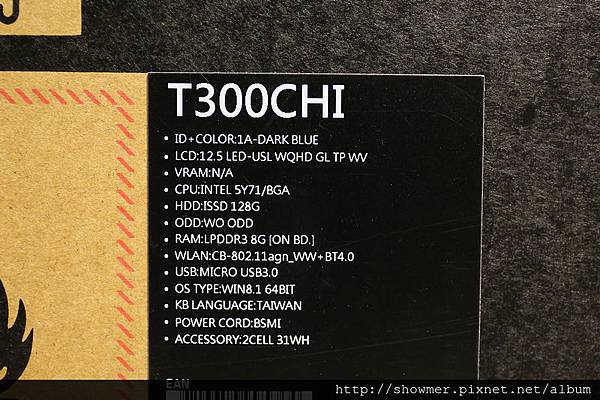 T300CHI
• ID+COLOR:1A-DARK BLUE
• LCD:12.5 LED-USL WQHD GL TP WV
• VRAM:N/A
• CPU:INTEL 5Y71/BGA
• HDD:ISSD 128G
• ODD:WO ODD
• RAM:LPDDR3 8G [ON BD.]
• WLAN:CB-802.11agn_WW+BT4.0
• USB:MICRO USB3.0
• OS TYPE:WIN8.1 64BIT
• KB LANGUAGE:TAIWAN
• POWER CORD:BSMI
• ACCESSORY:2CELL 31WH
EAN
http://showmer.pixnet.net/album